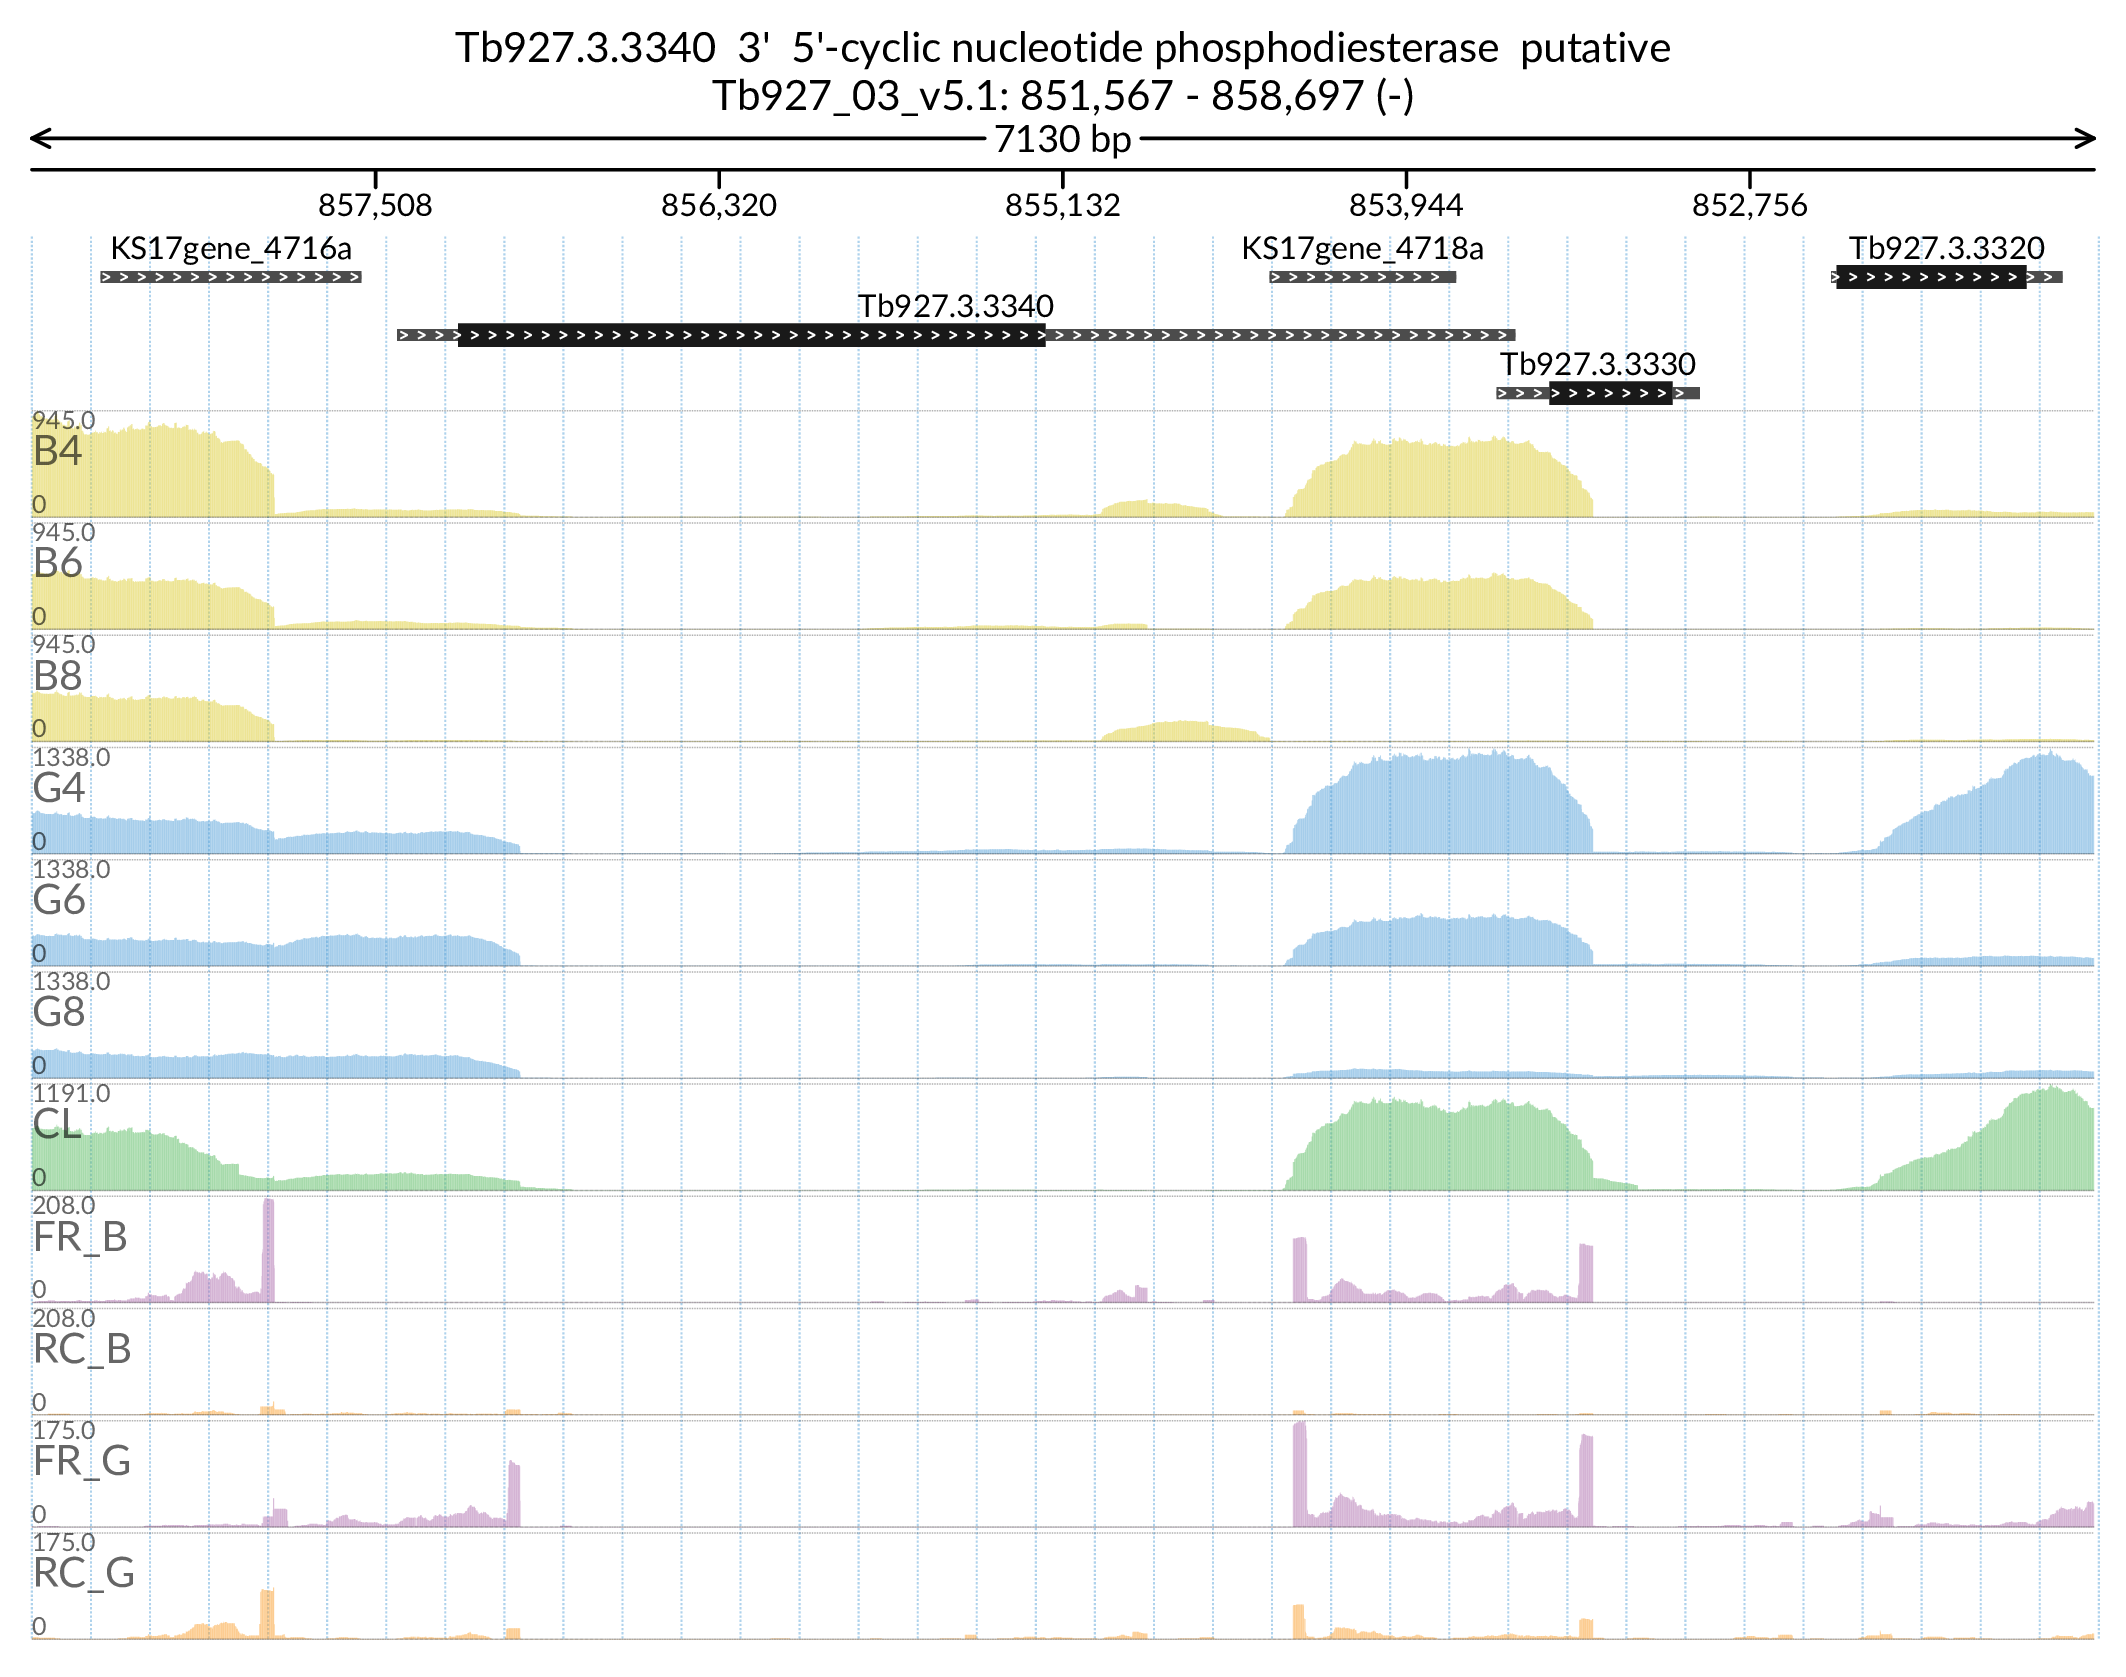 Tb927.3.3340  3'  5'-cyclic nucleotide phosphodiesterase  putative
Tb927_03_v5.1: 851,567 - 858,697 (-)
7130 bp
857,508 856,320 855,132 853,944 852,756
KS17gene_4716a KS17gene_4718a Tb927.3.3320
Tb927.3.3340
Tb927.3.3330
945.0
B4
0
945.0
B6
0
945.0
B8
0
1338.0
G4
0
1338.0
G6
0
1338.0
G8
0
1191.0
CL
0
208.0
FR_B
0
208.0
RC_B
0
175.0
FR_G
0
175.0
RC_G
0